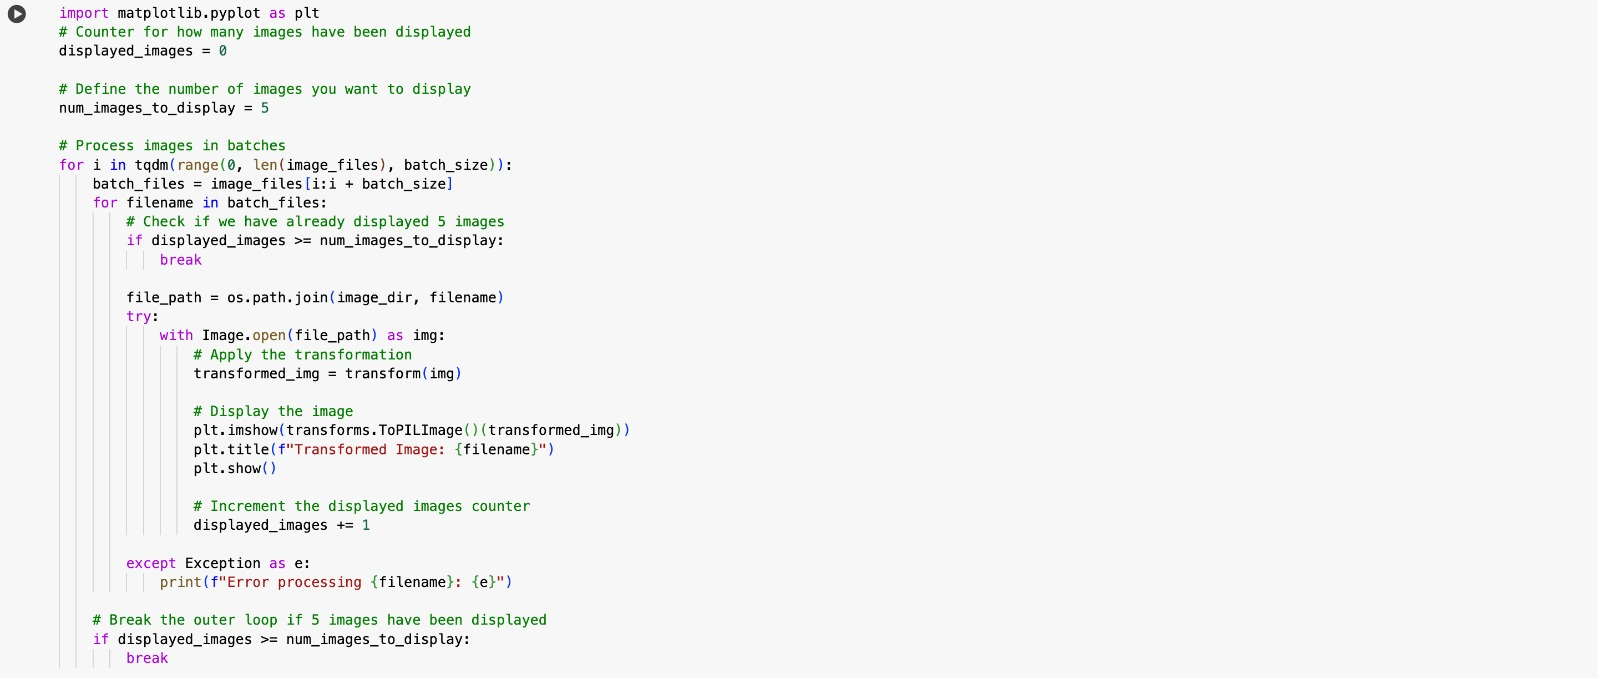 import matplotlib.pyplot as plt
# Counter for how many images have been displayed
displayed_images = 0
# Define the number of images you want to display
num_images_to_display = 5
# Process images in batches
for i in tqdm(range(0, len(image_files), batch_size)):
    batch_files = image_files[i:i + batch_size]
    for filename in batch_files:
        # Check if we have already displayed 5 images
        if displayed_images >= num_images_to_display:
            break
        file_path = os.path.join(image_dir, filename)
        try:
            with Image.open(file_path) as img:
                # Apply the transformation
                transformed_img = transform(img)
                # Display the image
                plt.imshow(transforms.ToPILImage()(transformed_img))
                plt.title(f"Transformed Image: {filename}")
                plt.show()
                # Increment the displayed images counter
                displayed_images += 1
        except Exception as e:
            print(f"Error processing {filename}: {e}")
    # Break the outer loop if 5 images have been displayed
    if displayed_images >= num_images_to_display:
        break